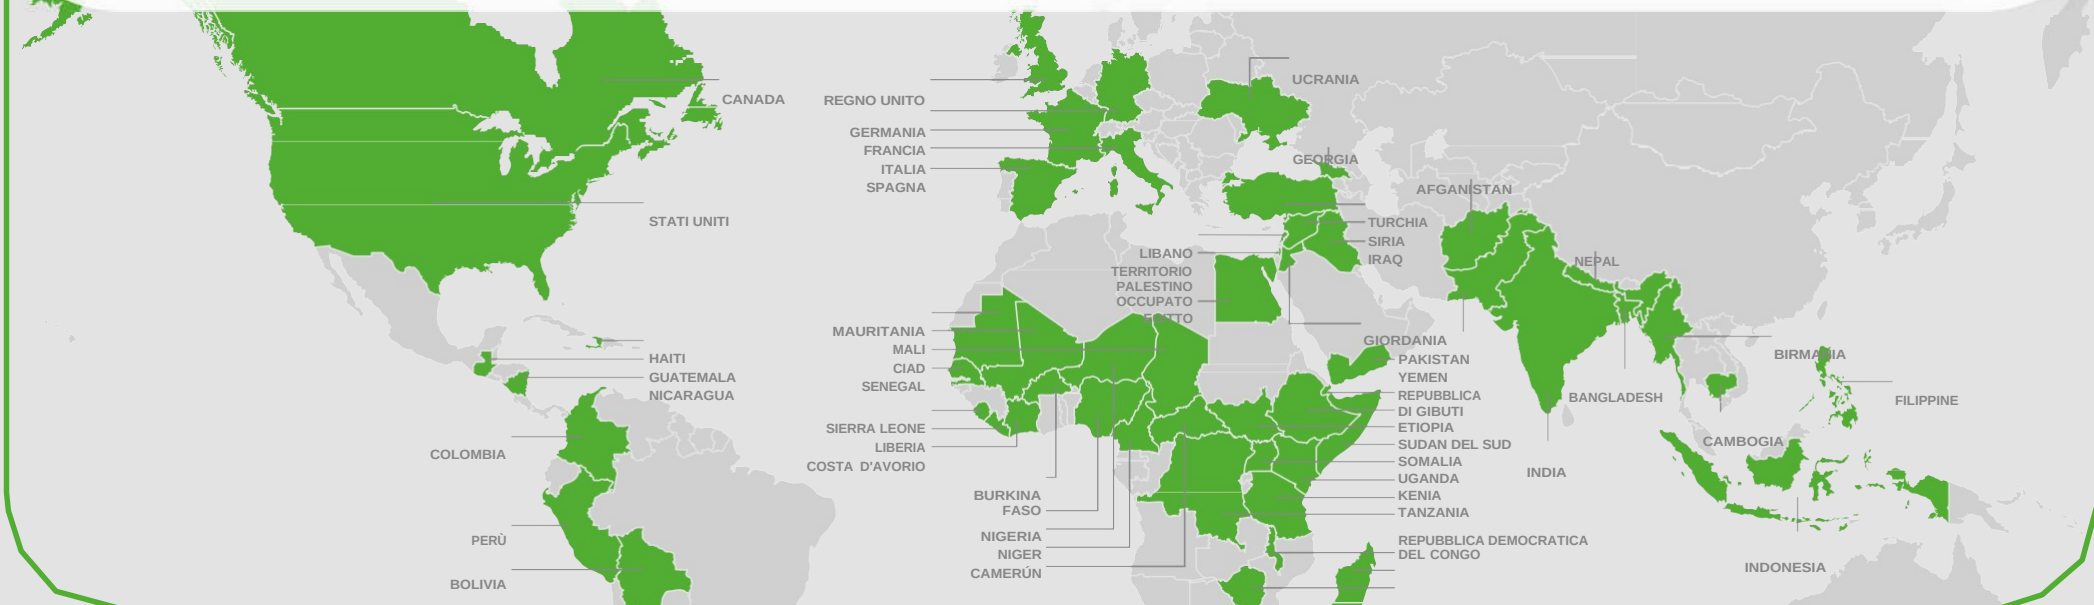 CANADA
STATI UNITI
HAITI
GUATEMALA
NICARAGUA
COLOMBIA
PERÙ
BOLIVIA
REGNO UNITO
GERMANIA
FRANCIA
ITALIA
SPAGNA
LIBANO
TERRITORIO
PALESTINO
OCCUPATO
EGITTO
MAURITANIA
MALI
CIAD
SENEGAL
SIERRA LEONE
LIBERIA
COSTA D'AVORIO
BURKINA
FASO
NIGERIA
NIGER
CAMERÚN
UCRANIA
GEORGIA
AFGANISTAN
TURCHIA
SIRIA
IRAQ
NEPAL
GIORDANIA
PAKISTAN
YEMEN
REPUBBLICA
DI GIBUTI
ETIOPIA
SUDAN DEL SUD
SOMALIA
UGANDA
KENIA
TANZANIA
REPUBBLICA DEMOCRATICA
DEL CONGO
BIRMANIA
BANGLADESH
FILIPPINE
CAMBOGIA
INDIA
INDONESIA